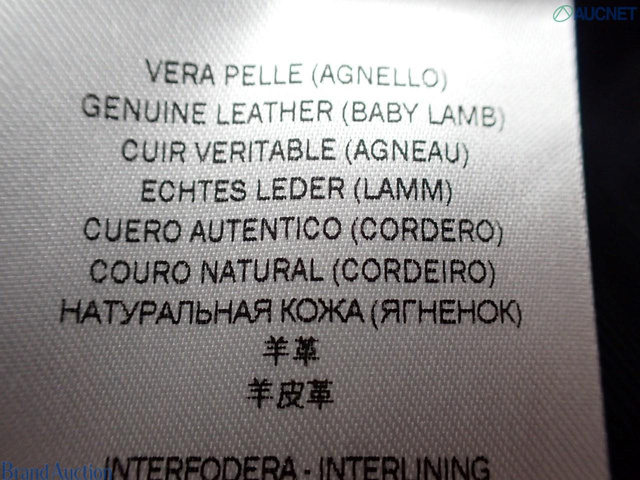 AUCNET
VERA PELLE (AGNELLO)
GENUINE LEATHER (BABY LAMB)
CUIR VERITABLE (AGNEAU)
ECHTES LEDER (LAMM)
CUERO AUTENTICO (CORDERO)
COURO NATURAL (CORDEIRO)
НАТУРАЛЬНАЯ КОЖА (ЯГНЕНОК)
羊革
羊皮革
INTERFODERA - INTERLINING
Brand Auction